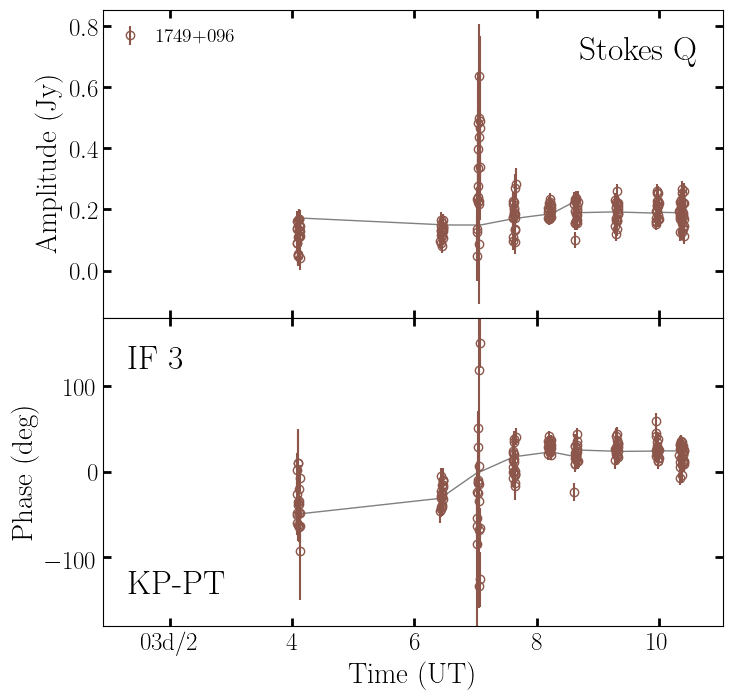 1749+096
Stokes Q
Amplitude (Jy)
0.8
0.6
0.4
0.2
0.0
IF 3
KP-PT
Phase (deg)
100
0
−100
03d/2
4
6
8
10
Time (UT)